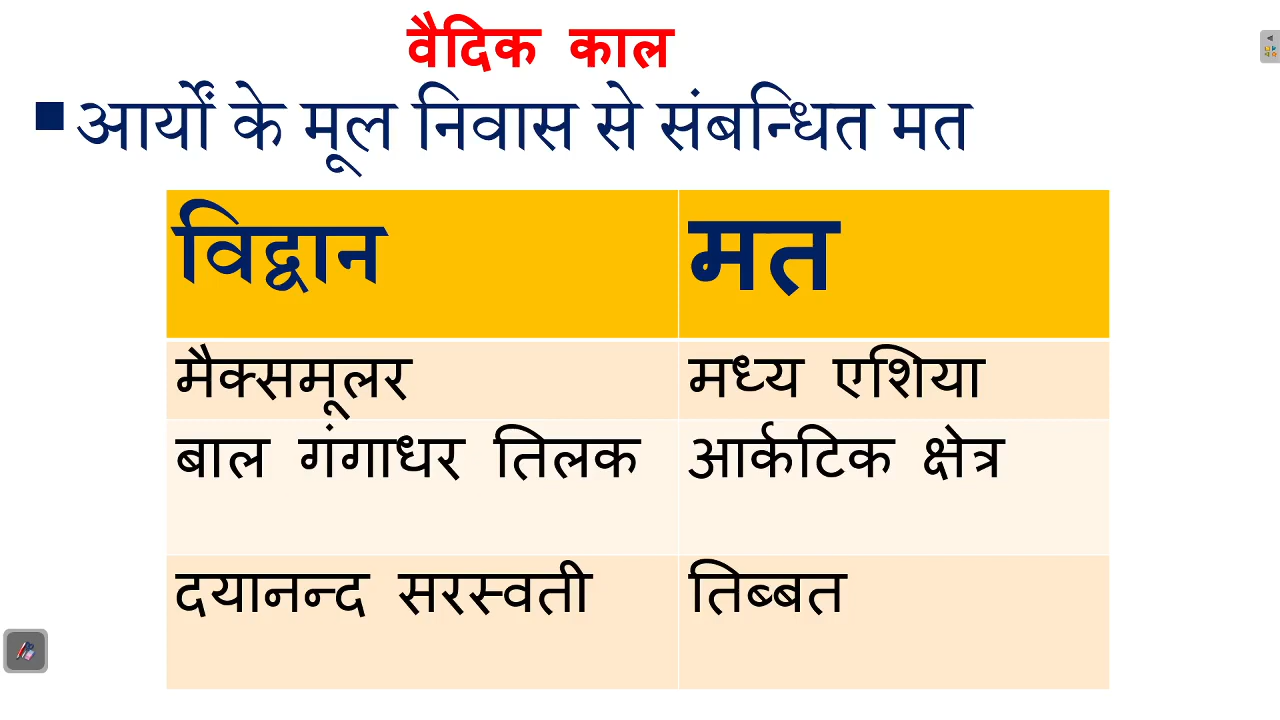 वैदिक काल
आर्यों के मूल निवास से संबन्धित मत
विद्वान मत
मैक्समूलर मध्य एशिया
बाल गंगाधर तिलक आर्कटिक क्षेत्र
दयानन्द सरस्वती तिब्बत